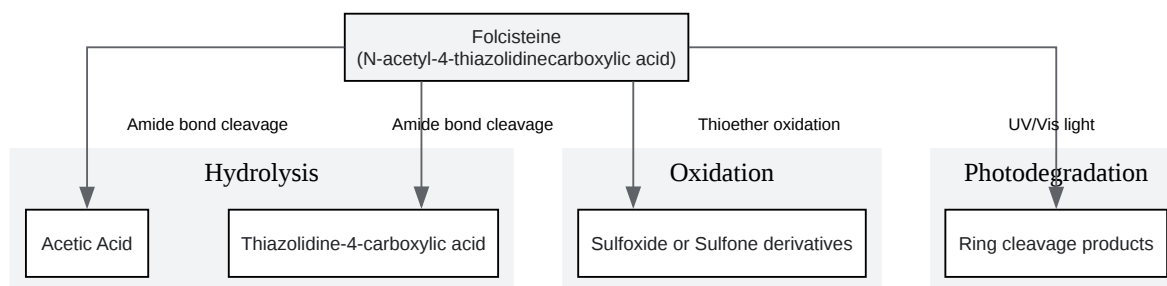 Folcisteine
(N-acetyl-4-thiazolidinecarboxylic acid)
Amide bond cleavage
Amide bond cleavage
Thioether oxidation
UV/Vis light
Hydrolysis
Oxidation
Photodegradation
Acetic Acid
Thiazolidine-4-carboxylic acid
Sulfoxide or Sulfone derivatives
Ring cleavage products